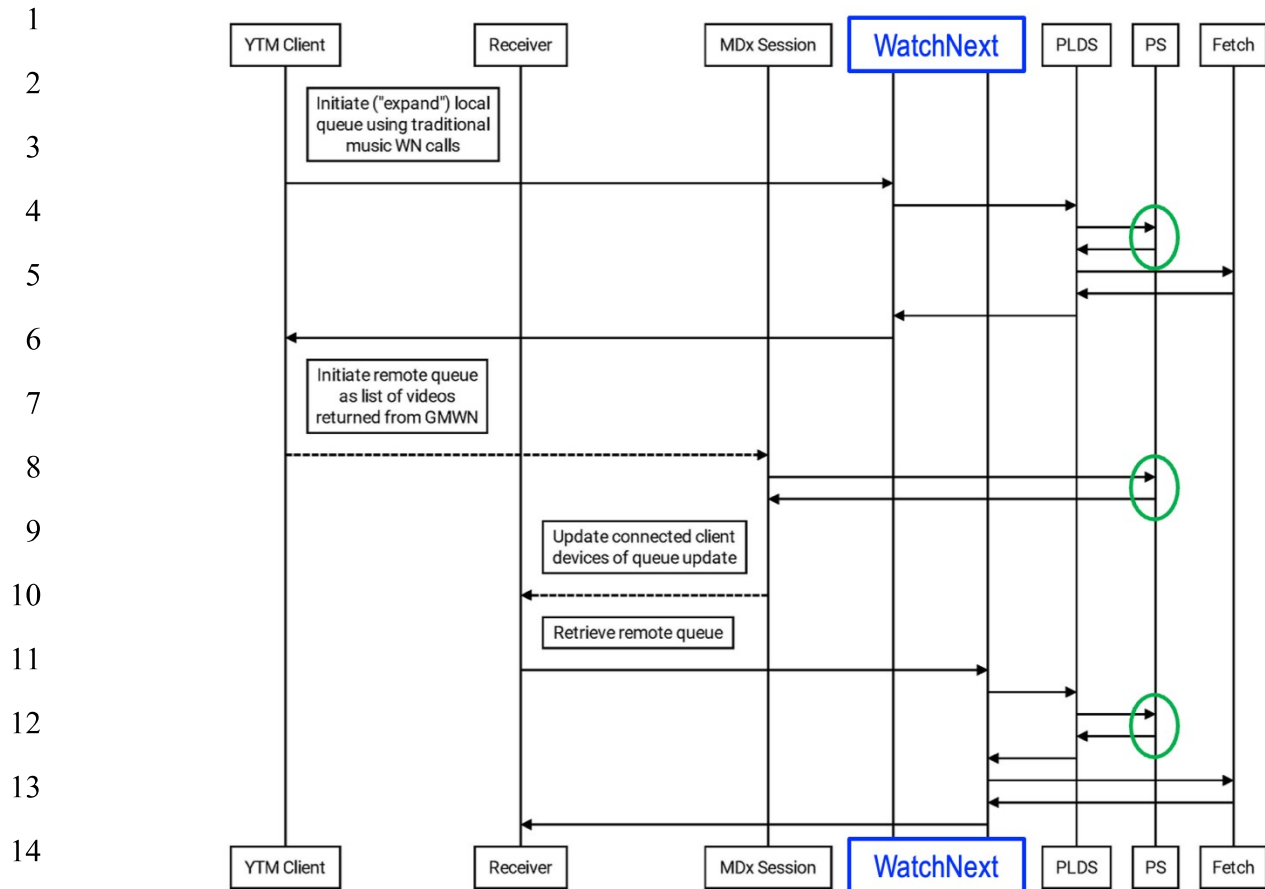 1
YTM Client
Receiver
MDx Session
WatchNext
PLDS
PS
Fetch
2
Initiate ("expand") local
queue using traditional
music WN calls
3
4
5
6
Initiate remote queue
as list of videos
returned from GMWN
7
8
9
Update connected client
devices of queue update
10
Retrieve remote queue
11
12
13
14
YTM Client
Receiver
MDx Session
WatchNext
PLDS
PS
Fetch